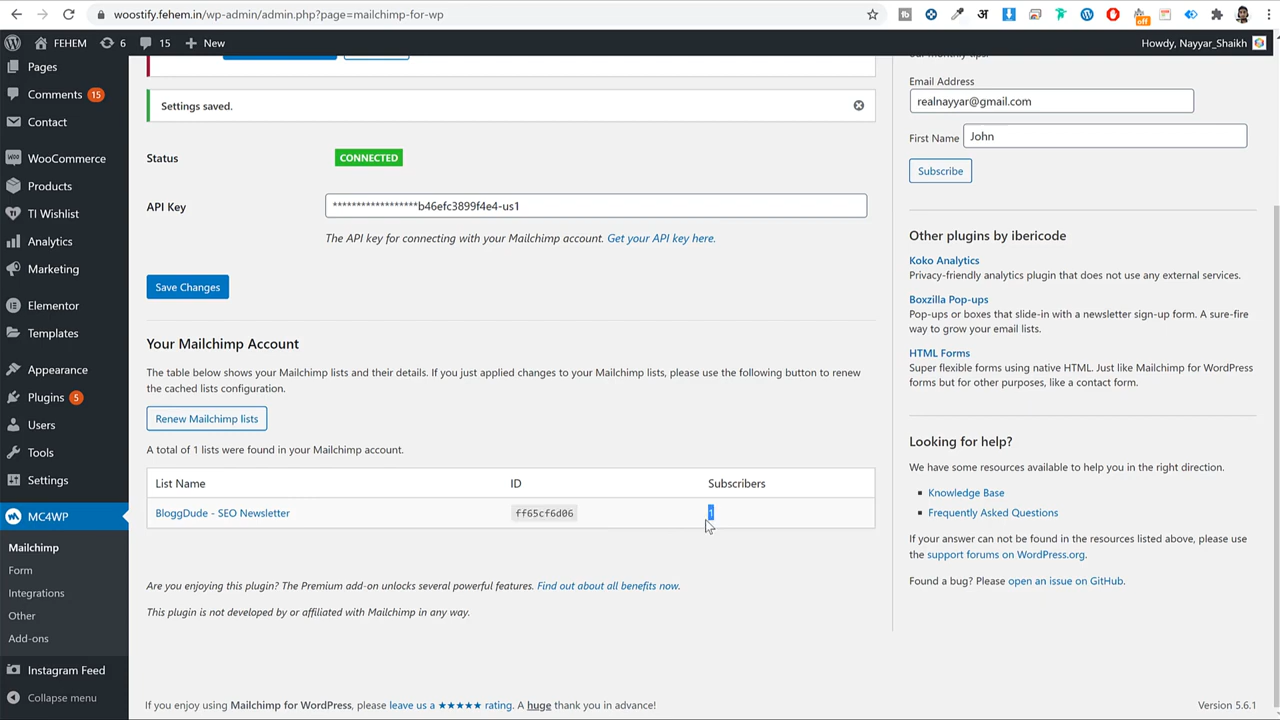 woostify.fehem.in/wp-admin/admin.php?page=mailchimp-for-wp
off
FEHEM
6
15
New
Howdy, Nayyar_Shaikh
Pages
Comments 15
Contact
WooCommerce
Products
TI Wishlist
Analytics
Marketing
Elementor
Templates
Appearance
Plugins 5
Users
Tools
Settings
MC4WP
Mailchimp
Form
Integrations
Other
Add-ons
Instagram Feed
Collapse menu
Settings saved.
Status
CONNECTED
API Key
******************b46efc3899f4e4-us1
The API key for connecting with your Mailchimp account. Get your API key here.
Save Changes
Your Mailchimp Account
The table below shows your Mailchimp lists and their details. If you just applied changes to your Mailchimp lists, please use the following button to renew
the cached lists configuration.
Renew Mailchimp lists
A total of 1 lists were found in your Mailchimp account.
List Name ID Subscribers
BloggDude - SEO Newsletter ff65cf6d06 1
Are you enjoying this plugin? The Premium add-on unlocks several powerful features. Find out about all benefits now.
This plugin is not developed by or affiliated with Mailchimp in any way.
Email Address
realnayyar@gmail.com
First Name John
Subscribe
Other plugins by ibericode
Koko Analytics
Privacy-friendly analytics plugin that does not use any external services.
Boxzilla Pop-ups
Pop-ups or boxes that slide-in with a newsletter sign-up form. A sure-fire
way to grow your email lists.
HTML Forms
Super flexible forms using native HTML. Just like Mailchimp for WordPress
forms but for other purposes, like a contact form.
Looking for help?
We have some resources available to help you in the right direction.
Knowledge Base
Frequently Asked Questions
If your answer can not be found in the resources listed above, please use
the support forums on WordPress.org.
Found a bug? Please open an issue on GitHub.
If you enjoy using Mailchimp for WordPress, please leave us a ★★★★★ rating. A huge thank you in advance!
Version 5.6.1